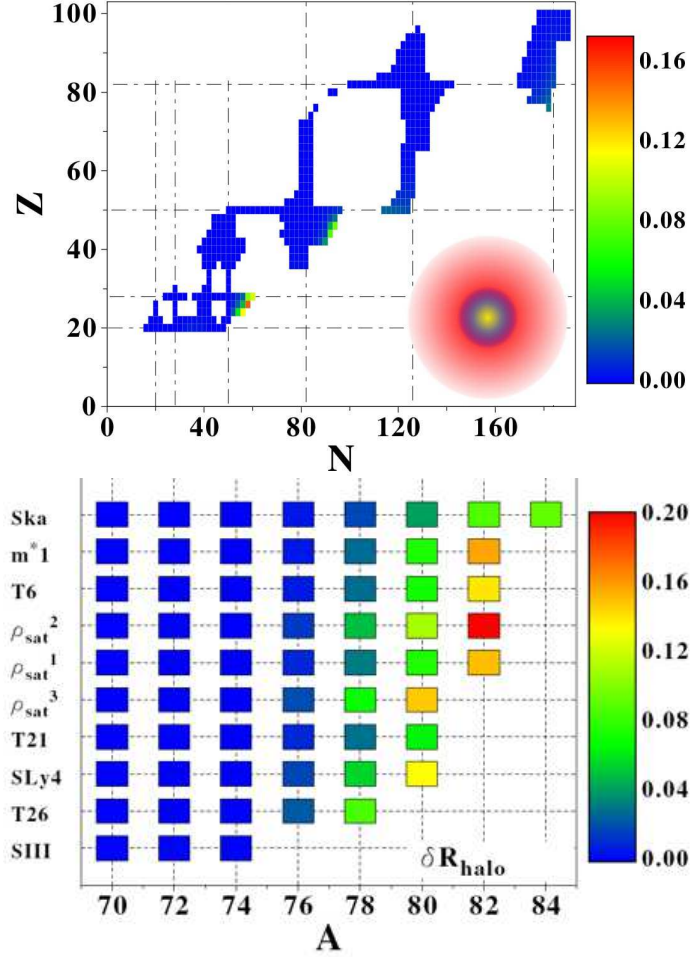 100
80
60
40
20
0
Z
0 40 80 120 160
N
0.16
0.12
0.08
0.04
0.00
Ska
m*1
T6
ρsat²
ρsat¹
ρsat³
T21
SLy4
T26
SIII
δRhalo
70 72 74 76 78 80 82 84
A
0.20
0.16
0.12
0.08
0.04
0.00